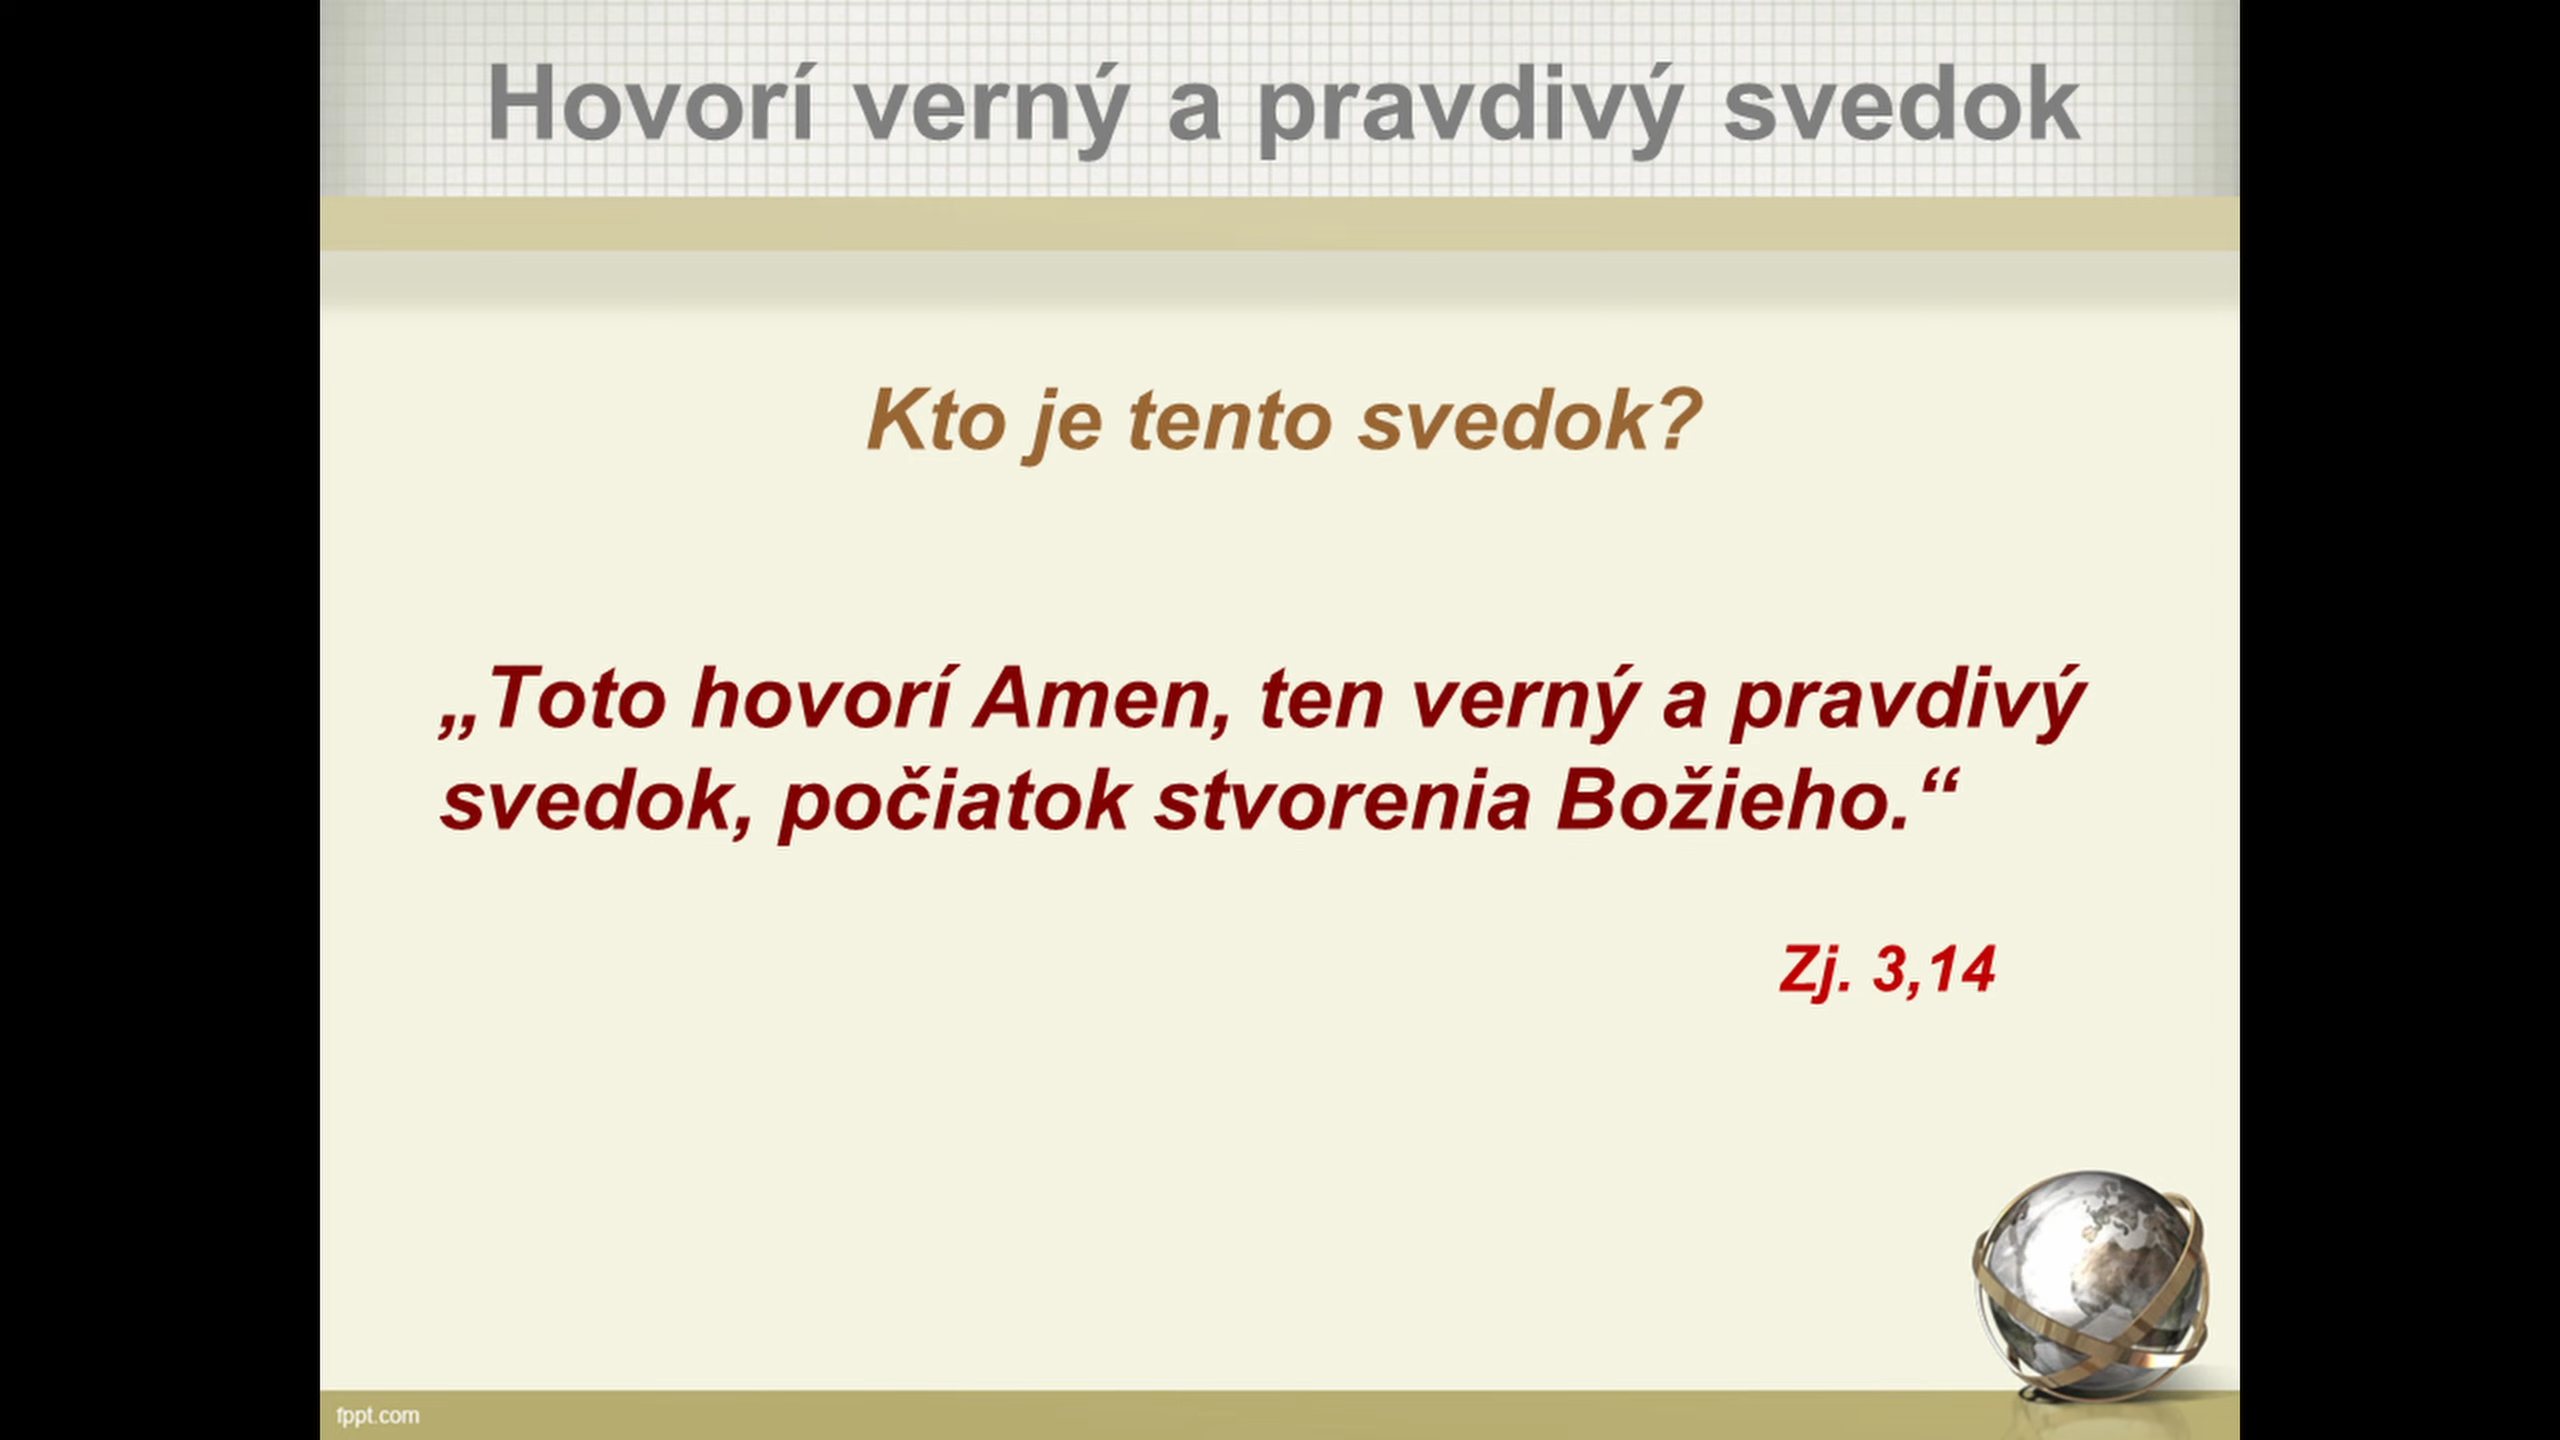 Hovorí verný a pravdivý svedok
Kto je tento svedok?
„Toto hovorí Amen, ten verný a pravdivý
svedok, počiatok stvorenia Božieho.“
Zj. 3,14
fppt.com